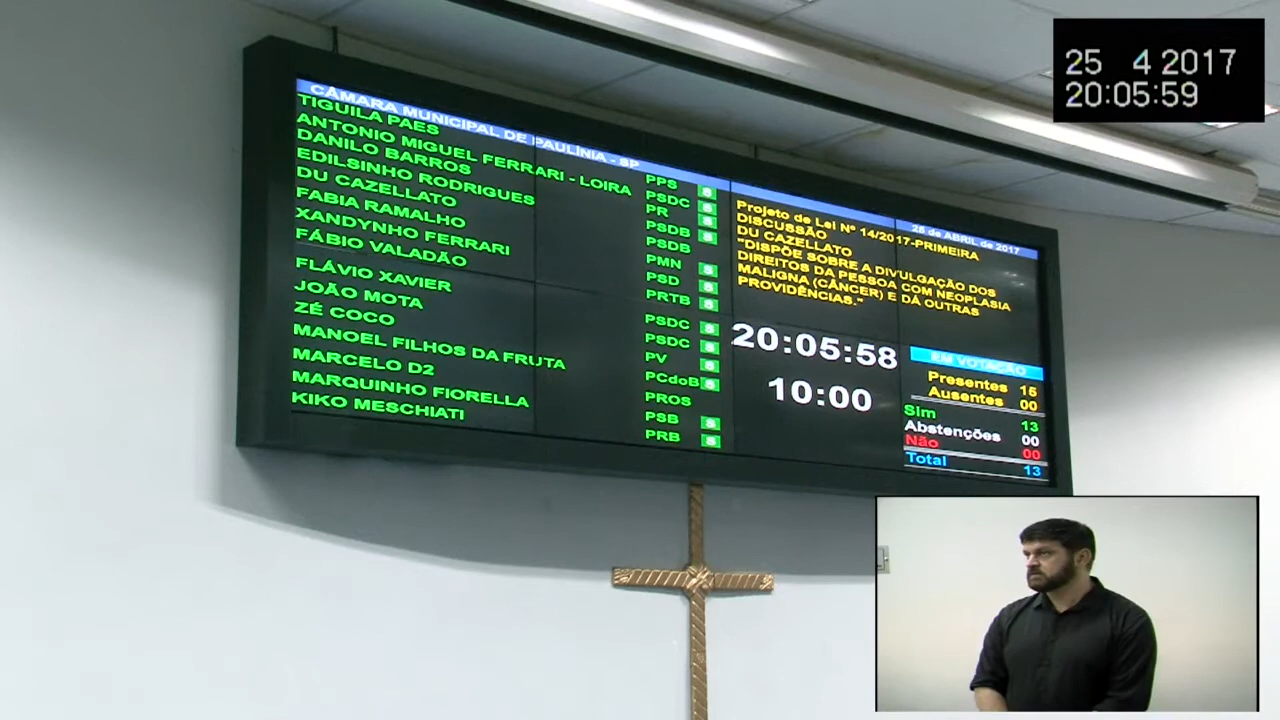 25 4 2017
20:05:59
CÂMARA MUNICIPAL DE PAULÍNIA - SP
25 de ABRIL de 2017
TIGUILA PAES PPS S
ANTONIO MIGUEL FERRARI - LOIRA PSDC S
DANILO BARROS PR S
EDILSINHO RODRIGUES PSDB S
DU CAZELLATO PSDB
FABIA RAMALHO PMN S
XANDYNHO FERRARI PSD S
FÁBIO VALADÃO PRTB S
FLÁVIO XAVIER PSDC S
JOÃO MOTA PSDC S
ZÉ COCO PV S
MANOEL FILHOS DA FRUTA PCdoB S
MARCELO D2 PROS
MARQUINHO FIORELLA PSB S
KIKO MESCHIATI PRB S
Projeto de Lei Nº 14/2017-PRIMEIRA
DISCUSSÃO
DU CAZELLATO
"DISPÕE SOBRE A DIVULGAÇÃO DOS
DIREITOS DA PESSOA COM NEOPLASIA
MALIGNA (CÂNCER) E DÁ OUTRAS
PROVIDÊNCIAS."
20:05:58
10:00
EM VOTAÇÃO
Presentes 15
Ausentes 00
Sim 13
Abstenções 00
Não 00
Total 13